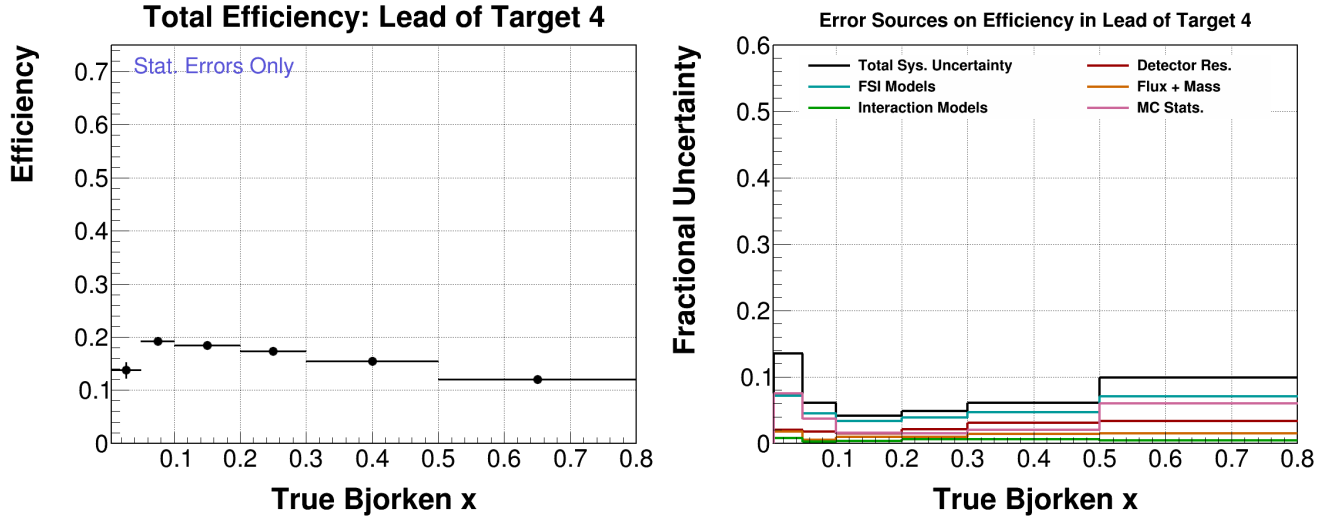 Total Efficiency: Lead of Target 4
Stat. Errors Only
Efficiency
0.7
0.6
0.5
0.4
0.3
0.2
0.1
0
0.1 0.2 0.3 0.4 0.5 0.6 0.7 0.8
True Bjorken x
Error Sources on Efficiency in Lead of Target 4
Total Sys. Uncertainty
FSI Models
Interaction Models
Detector Res.
Flux + Mass
MC Stats.
Fractional Uncertainty
0.6
0.5
0.4
0.3
0.2
0.1
0
0.1 0.2 0.3 0.4 0.5 0.6 0.7 0.8
True Bjorken x